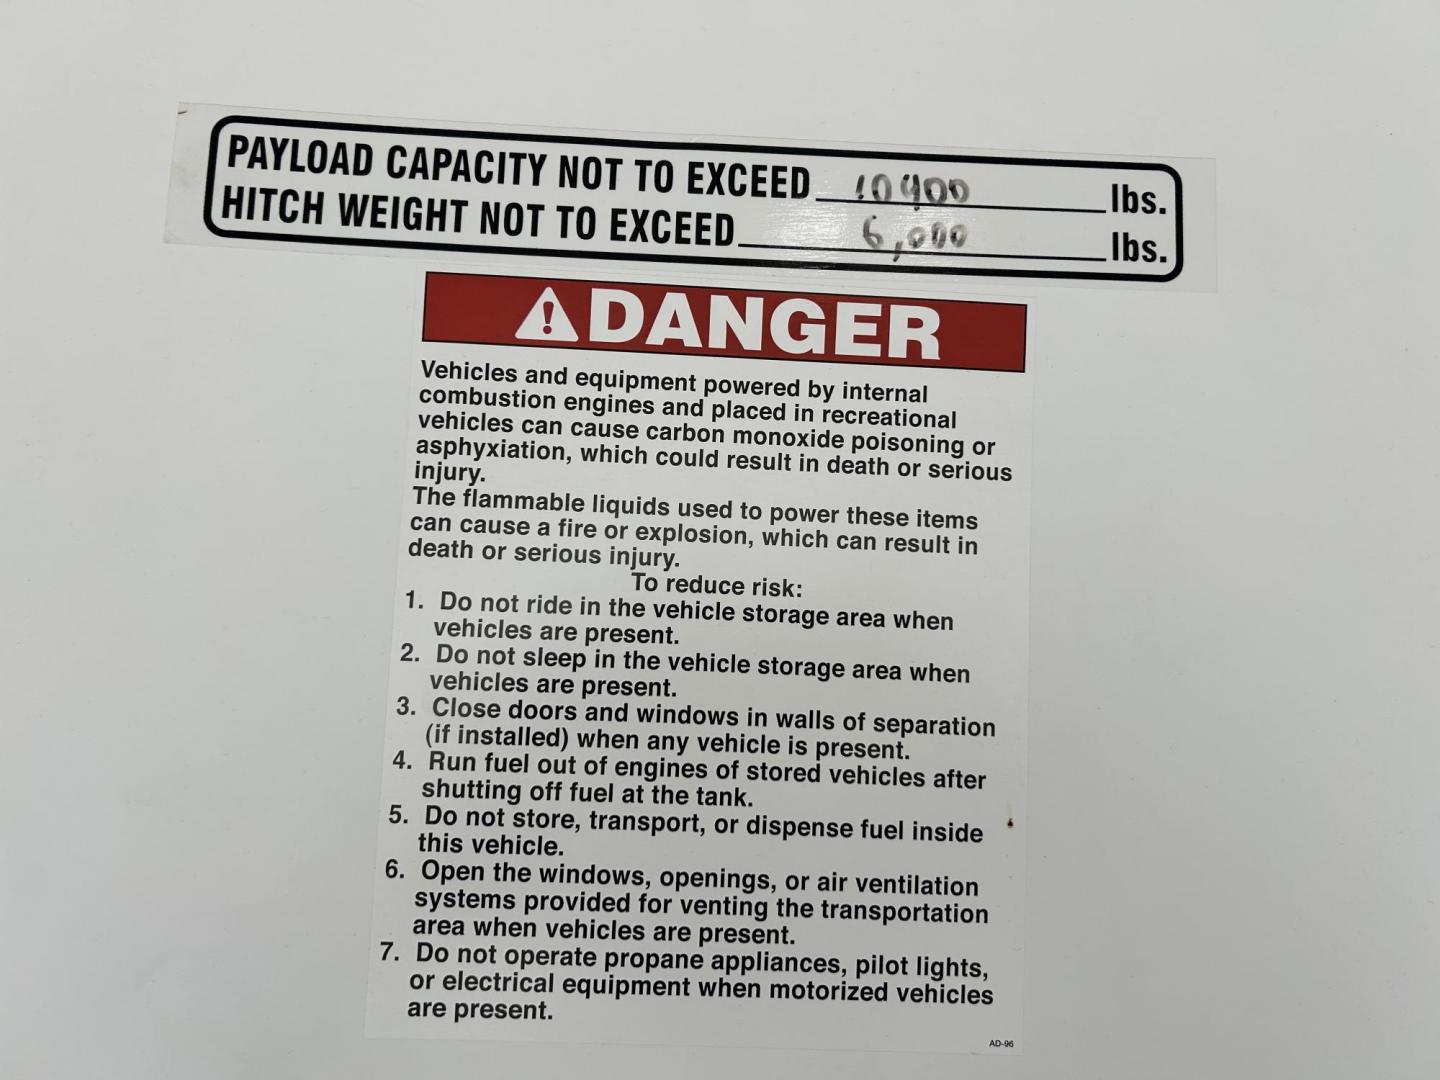 PAYLOAD CAPACITY NOT TO EXCEED 10400 lbs.
HITCH WEIGHT NOT TO EXCEED 6,000 lbs.
DANGER
Vehicles and equipment powered by internal
combustion engines and placed in recreational
vehicles can cause carbon monoxide poisoning or
asphyxiation, which could result in death or serious
injury.
The flammable liquids used to power these items
can cause a fire or explosion, which can result in
death or serious injury.
To reduce risk:
1. Do not ride in the vehicle storage area when
vehicles are present.
2. Do not sleep in the vehicle storage area when
vehicles are present.
3. Close doors and windows in walls of separation
(if installed) when any vehicle is present.
4. Run fuel out of engines of stored vehicles after
shutting off fuel at the tank.
5. Do not store, transport, or dispense fuel inside
this vehicle.
6. Open the windows, openings, or air ventilation
systems provided for venting the transportation
area when vehicles are present.
7. Do not operate propane appliances, pilot lights,
or electrical equipment when motorized vehicles
are present.
AD-96